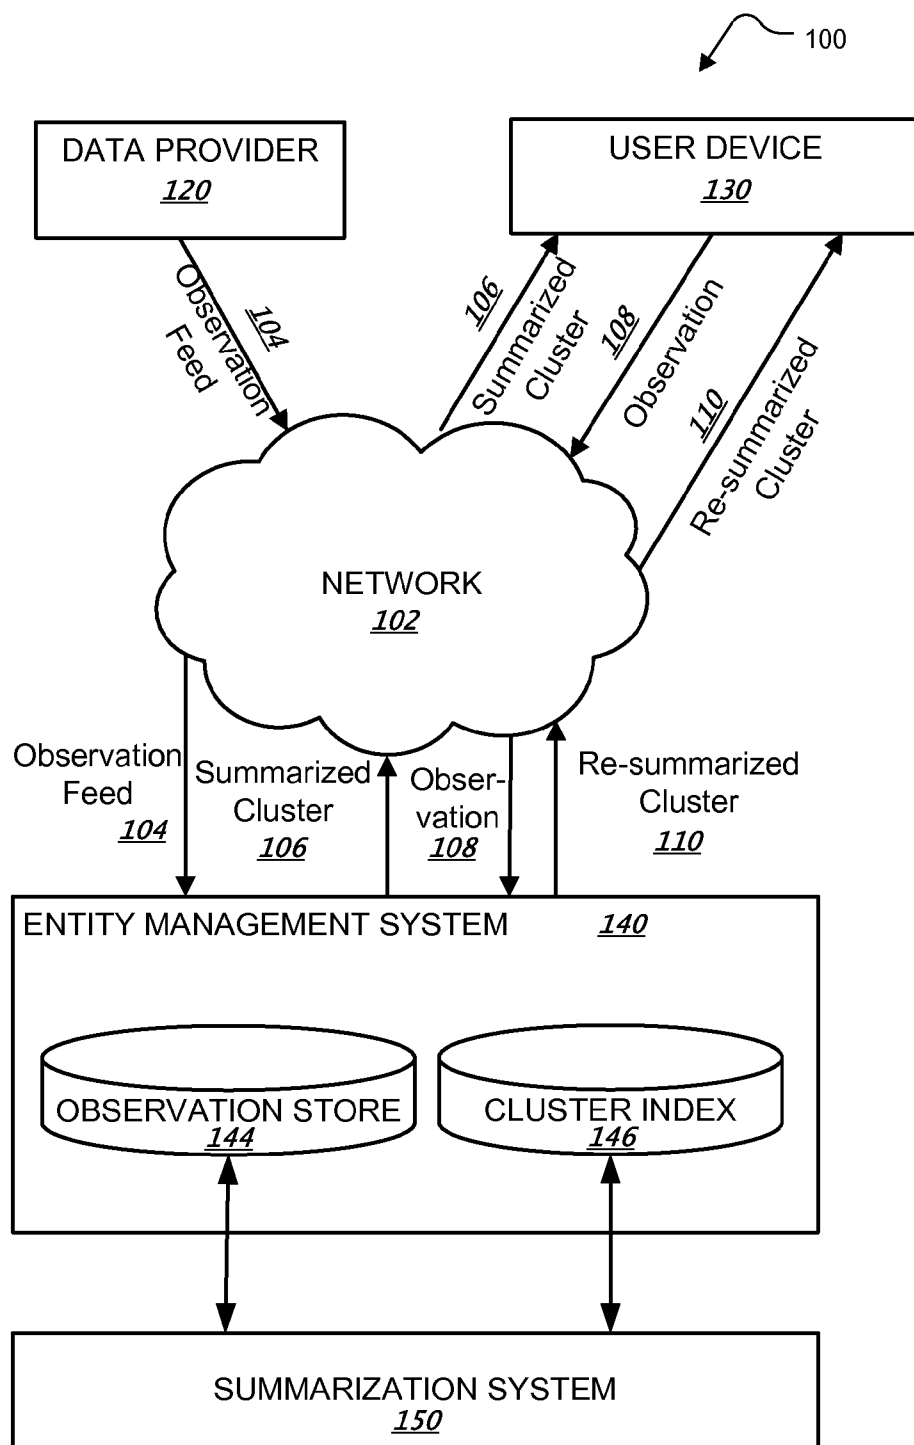 100
DATA PROVIDER
120
USER DEVICE
130
Observation
Feed
104
106
Summarized
Cluster
108
Observation
110
Re-summarized
Cluster
NETWORK
102
Observation
Feed
104
Summarized
Cluster
106
Obser-
vation
108
Re-summarized
Cluster
110
ENTITY MANAGEMENT SYSTEM 140
OBSERVATION STORE
144
CLUSTER INDEX
146
SUMMARIZATION SYSTEM
150